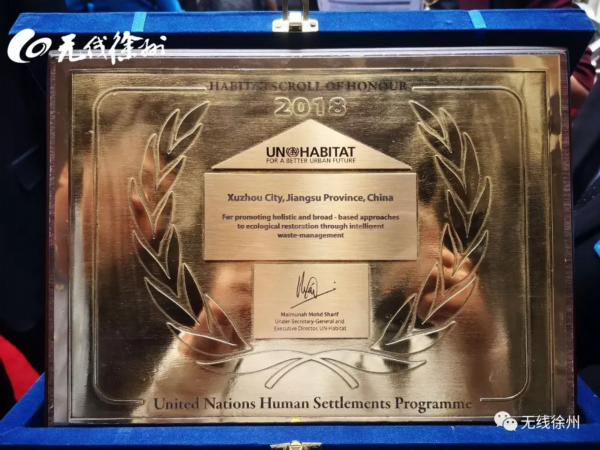 无线徐州
HABITAT SCROLL OF HONOUR
2018
UN HABITAT
FOR A BETTER URBAN FUTURE
Xuzhou City, Jiangsu Province, China
For promoting holistic and broad - based approaches
to ecological restoration through intelligent
waste-management
Maimunah Mohd Sharif
Under-Secretary-General and
Executive Director, UN-Habitat
United Nations Human Settlements Programme
无线徐州